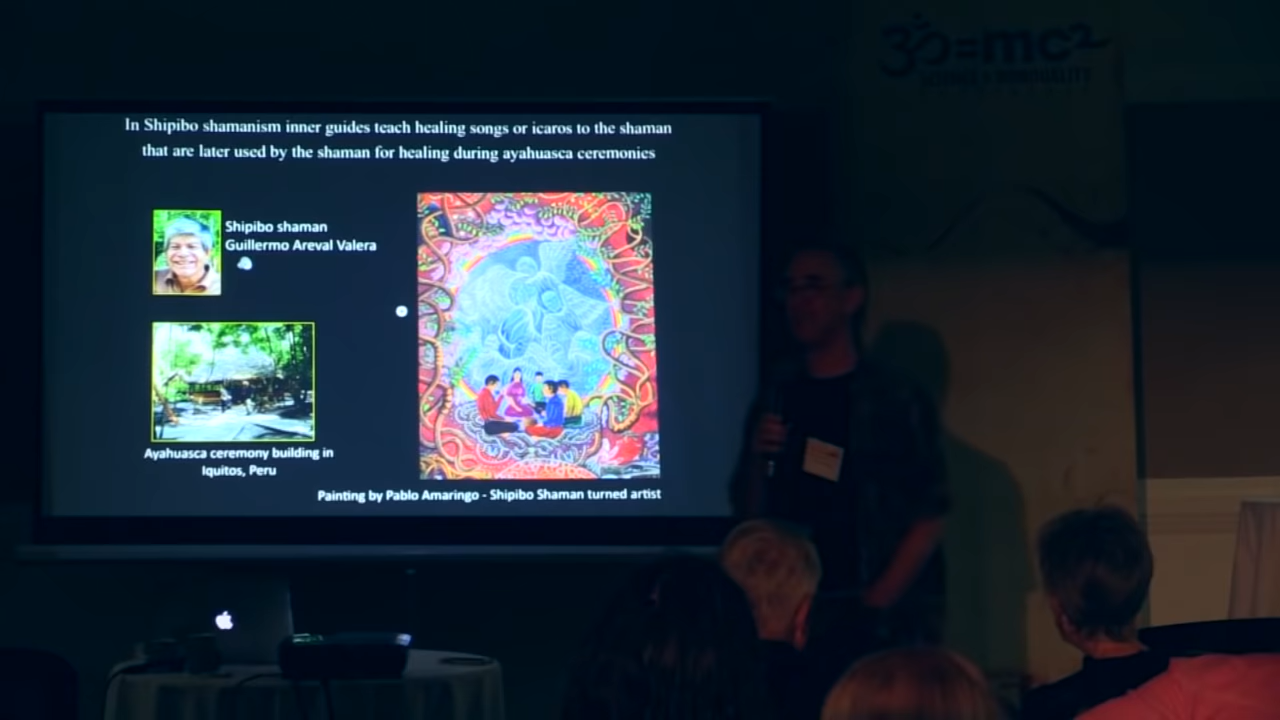 ॐ=mc²
In Shipibo shamanism inner guides teach healing songs or icaros to the shaman
that are later used by the shaman for healing during ayahuasca ceremonies
Shipibo shaman
Guillermo Areval Valera
Ayahuasca ceremony building in
Iquitos, Peru
Painting by Pablo Amaringo - Shipibo Shaman turned artist